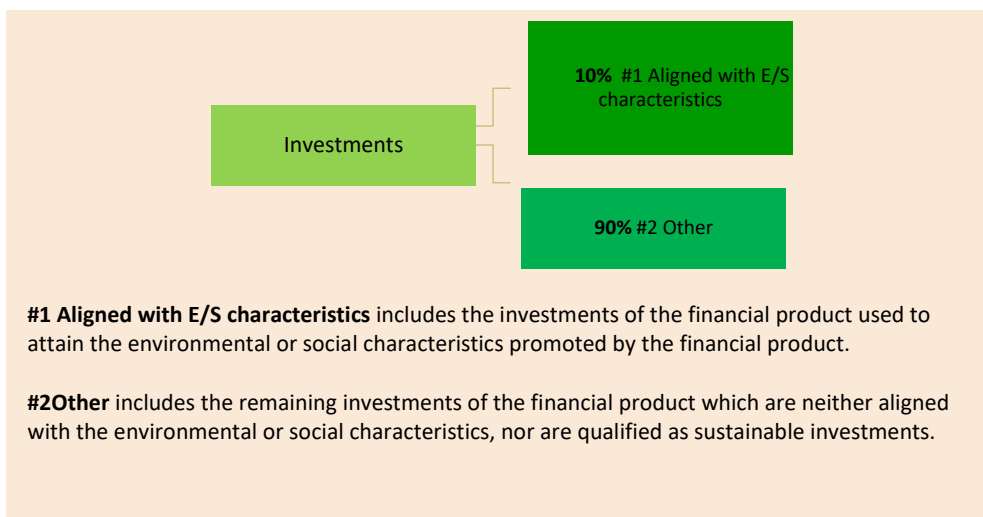 10% #1 Aligned with E/S
characteristics
Investments
90% #2 Other
#1 Aligned with E/S characteristics includes the investments of the financial product used to
attain the environmental or social characteristics promoted by the financial product.
#2Other includes the remaining investments of the financial product which are neither aligned
with the environmental or social characteristics, nor are qualified as sustainable investments.